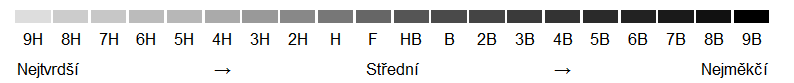 9H 8H 7H 6H 5H 4H 3H 2H H F HB B 2B 3B 4B 5B 6B 7B 8B 9B
Nejtvrdší → Střední → Nejměkčí